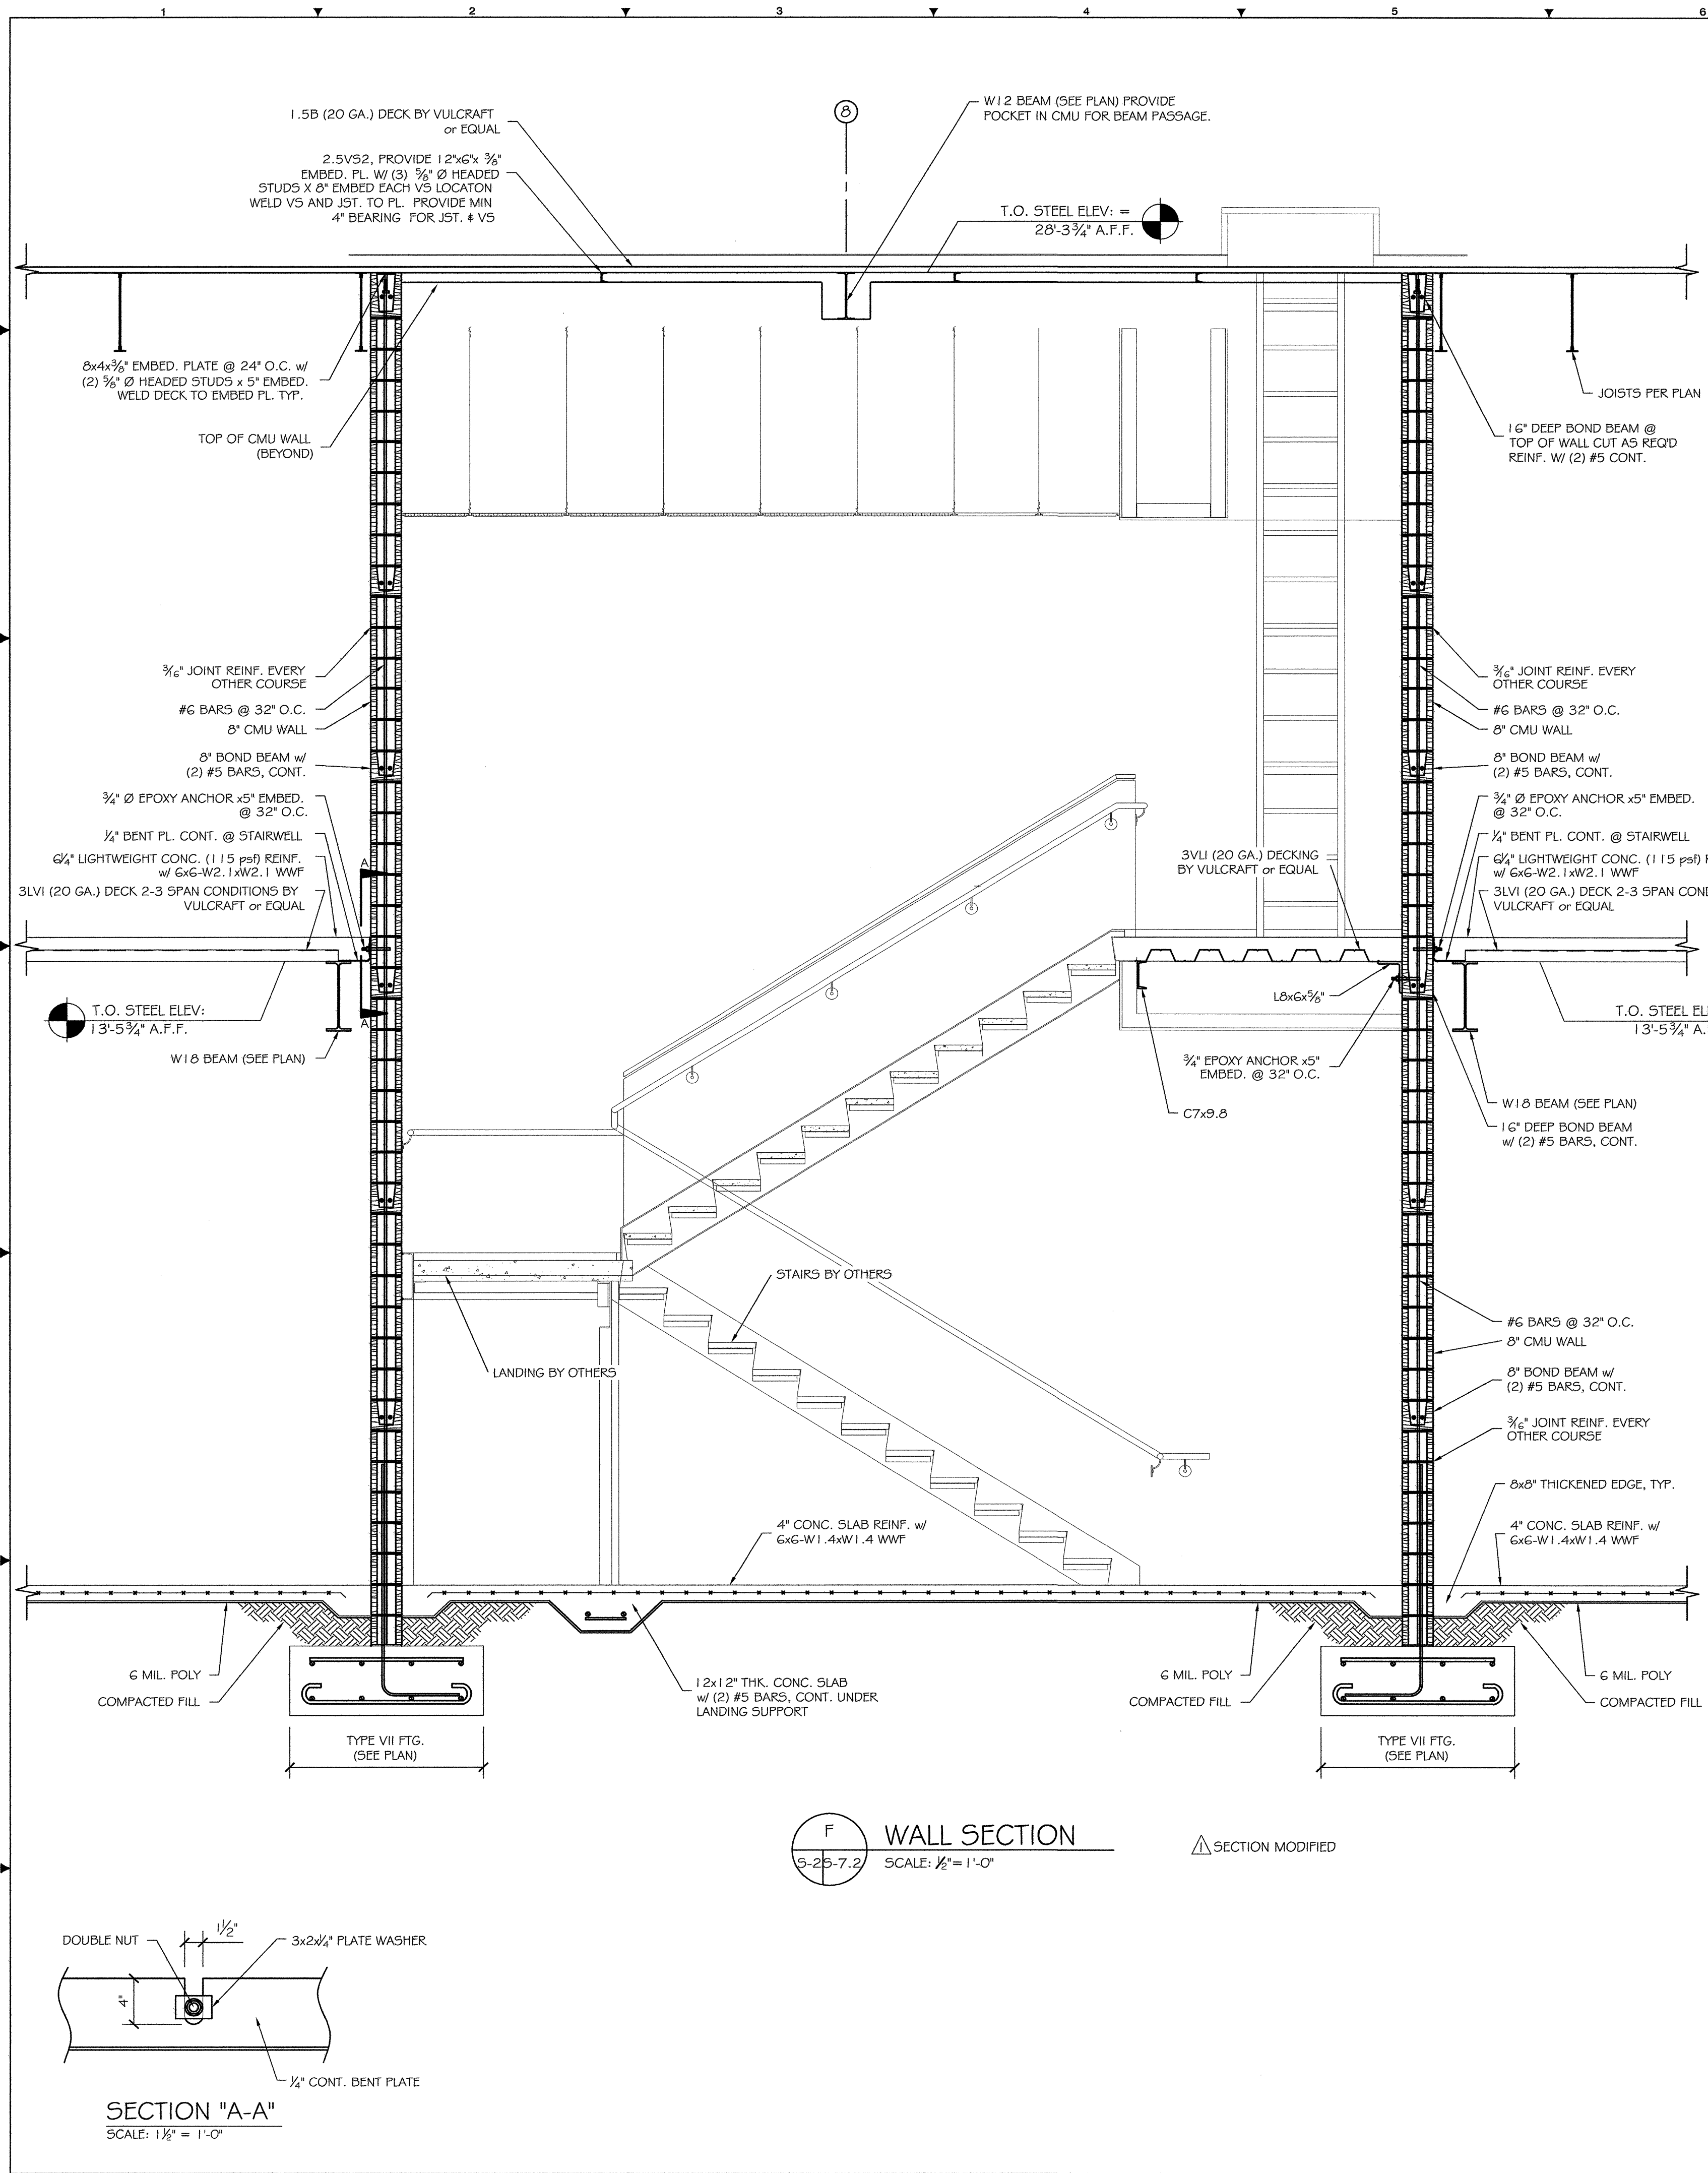 1 2 3 4 5 6
1.5B (20 GA.) DECK BY VULCRAFT
or EQUAL
2.5VS2, PROVIDE 12"x6"x 3/8"
EMBED. PL. W/ (3) 5/8" Ø HEADED
STUDS X 8" EMBED EACH VS LOCATON
WELD VS AND JST. TO PL. PROVIDE MIN
4" BEARING FOR JST. & VS
8
W12 BEAM (SEE PLAN) PROVIDE
POCKET IN CMU FOR BEAM PASSAGE.
T.O. STEEL ELEV: =
28'-3 3/4" A.F.F.
8x4x3/8" EMBED. PLATE @ 24" O.C. w/
(2) 5/8" Ø HEADED STUDS x 5" EMBED.
WELD DECK TO EMBED PL. TYP.
TOP OF CMU WALL
(BEYOND)
JOISTS PER PLAN
16" DEEP BOND BEAM @
TOP OF WALL CUT AS REQ'D
REINF. W/ (2) #5 CONT.
3/16" JOINT REINF. EVERY
OTHER COURSE
#6 BARS @ 32" O.C.
8" CMU WALL
8" BOND BEAM w/
(2) #5 BARS, CONT.
3/4" Ø EPOXY ANCHOR x5" EMBED.
@ 32" O.C.
1/4" BENT PL. CONT. @ STAIRWELL
6 1/4" LIGHTWEIGHT CONC. (115 psf) REINF.
w/ 6x6-W2.1xW2.1 WWF
3LVI (20 GA.) DECK 2-3 SPAN CONDITIONS BY
VULCRAFT or EQUAL
A
A
T.O. STEEL ELEV:
13'-5 3/4" A.F.F.
W18 BEAM (SEE PLAN)
3/16" JOINT REINF. EVERY
OTHER COURSE
#6 BARS @ 32" O.C.
8" CMU WALL
8" BOND BEAM w/
(2) #5 BARS, CONT.
3/4" Ø EPOXY ANCHOR x5" EMBED.
@ 32" O.C.
1/4" BENT PL. CONT. @ STAIRWELL
6 1/4" LIGHTWEIGHT CONC. (115 psf)
w/ 6x6-W2.1xW2.1 WWF
3LVI (20 GA.) DECK 2-3 SPAN
VULCRAFT or EQUAL
3VLI (20 GA.) DECKING
BY VULCRAFT or EQUAL
L8x6x5/8"
3/4" EPOXY ANCHOR x5"
EMBED. @ 32" O.C.
C7x9.8
T.O. STEEL
13'-5 3/4"
W18 BEAM (SEE PLAN)
16" DEEP BOND BEAM
w/ (2) #5 BARS, CONT.
STAIRS BY OTHERS
LANDING BY OTHERS
#6 BARS @ 32" O.C.
8" CMU WALL
8" BOND BEAM w/
(2) #5 BARS, CONT.
3/16" JOINT REINF. EVERY
OTHER COURSE
8x8" THICKENED EDGE, TYP.
4" CONC. SLAB REINF. w/
6x6-W1.4xW1.4 WWF
4" CONC. SLAB REINF. w/
6x6-W1.4xW1.4 WWF
6 MIL. POLY
COMPACTED FILL
12x12" THK. CONC. SLAB
w/ (2) #5 BARS, CONT. UNDER
LANDING SUPPORT
6 MIL. POLY
COMPACTED FILL
6 MIL. POLY
COMPACTED FILL
TYPE VII FTG.
(SEE PLAN)
TYPE VII FTG.
(SEE PLAN)
F
S-2 S-7.2
WALL SECTION
SCALE: 1/2"= 1'-0"
1 SECTION MODIFIED
DOUBLE NUT
1 1/2"
3x2x1/4" PLATE WASHER
4"
1/4" CONT. BENT PLATE
SECTION "A-A"
SCALE: 1 1/2" = 1'-0"